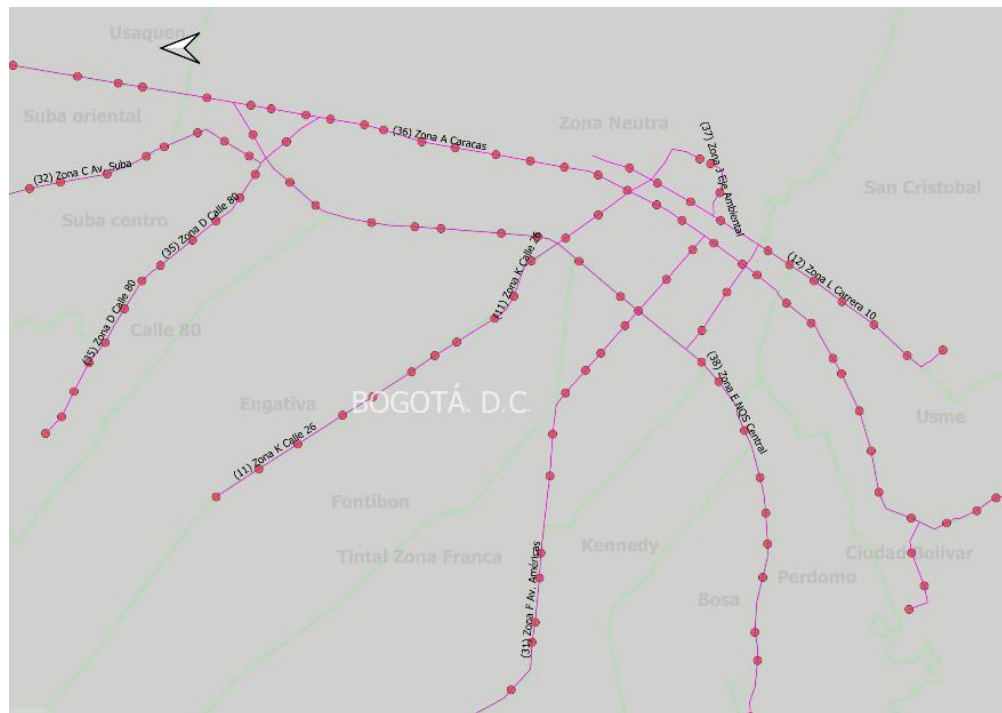 Usaquen
Suba oriental
(36) Zona A Caracas
Zona Neutra
(37) Zona J Eje Ambiental
(32) Zona C Av. Suba
San Cristobal
Suba centro
(35) Zona D Calle 80
(11) Zona K Calle 26
(12) Zona L Carrera 10
(35) Zona D Calle 80
Calle 80
(38) Zona E NQS Central
Engativa
BOGOTÁ. D.C.
Usme
(11) Zona K Calle 26
Fontibon
Tintal Zona Franca
Kennedy
Ciudad Bolivar
Perdomo
Bosa
(31) Zona F Av. Américas